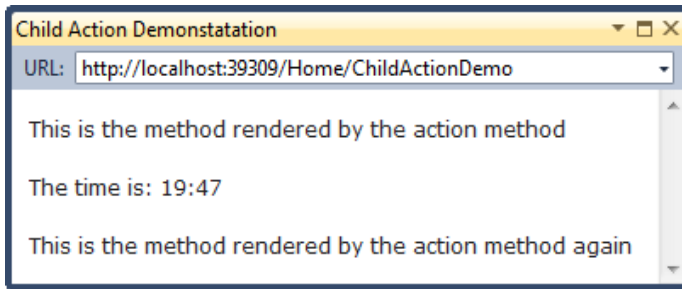 Child Action Demonstatation
URL: http://localhost:39309/Home/ChildActionDemo
This is the method rendered by the action method
The time is: 19:47
This is the method rendered by the action method again